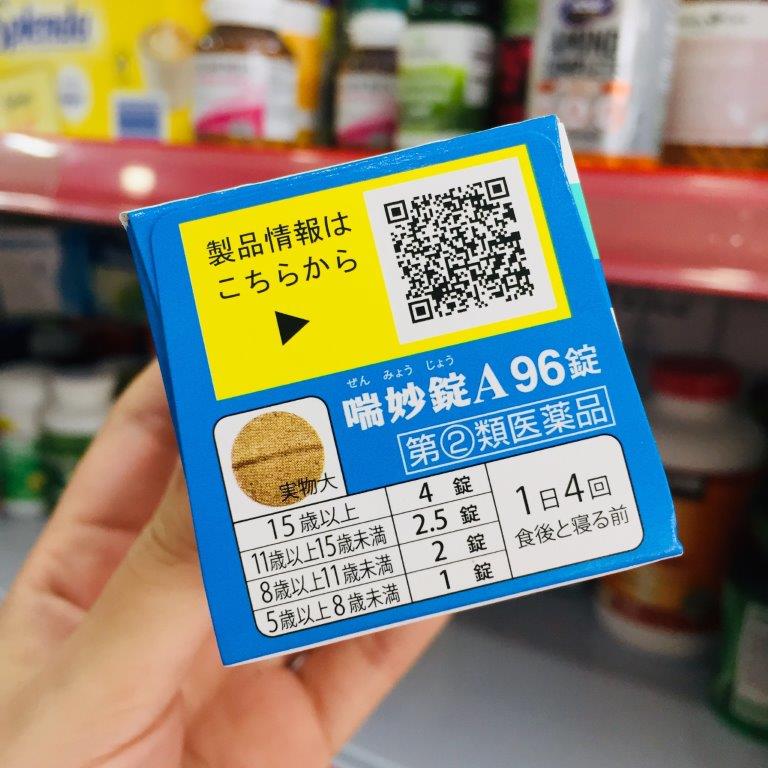 Splenda
AMINO
製品情報は
こちらから
ぜん みょう じょう
喘妙錠A 96錠
第②類医薬品
実物大
15歳以上 4 錠
11歳以上15歳未満 2.5 錠
8歳以上11歳未満 2 錠
5歳以上8歳未満 1 錠
1日4回
食後と寝る前